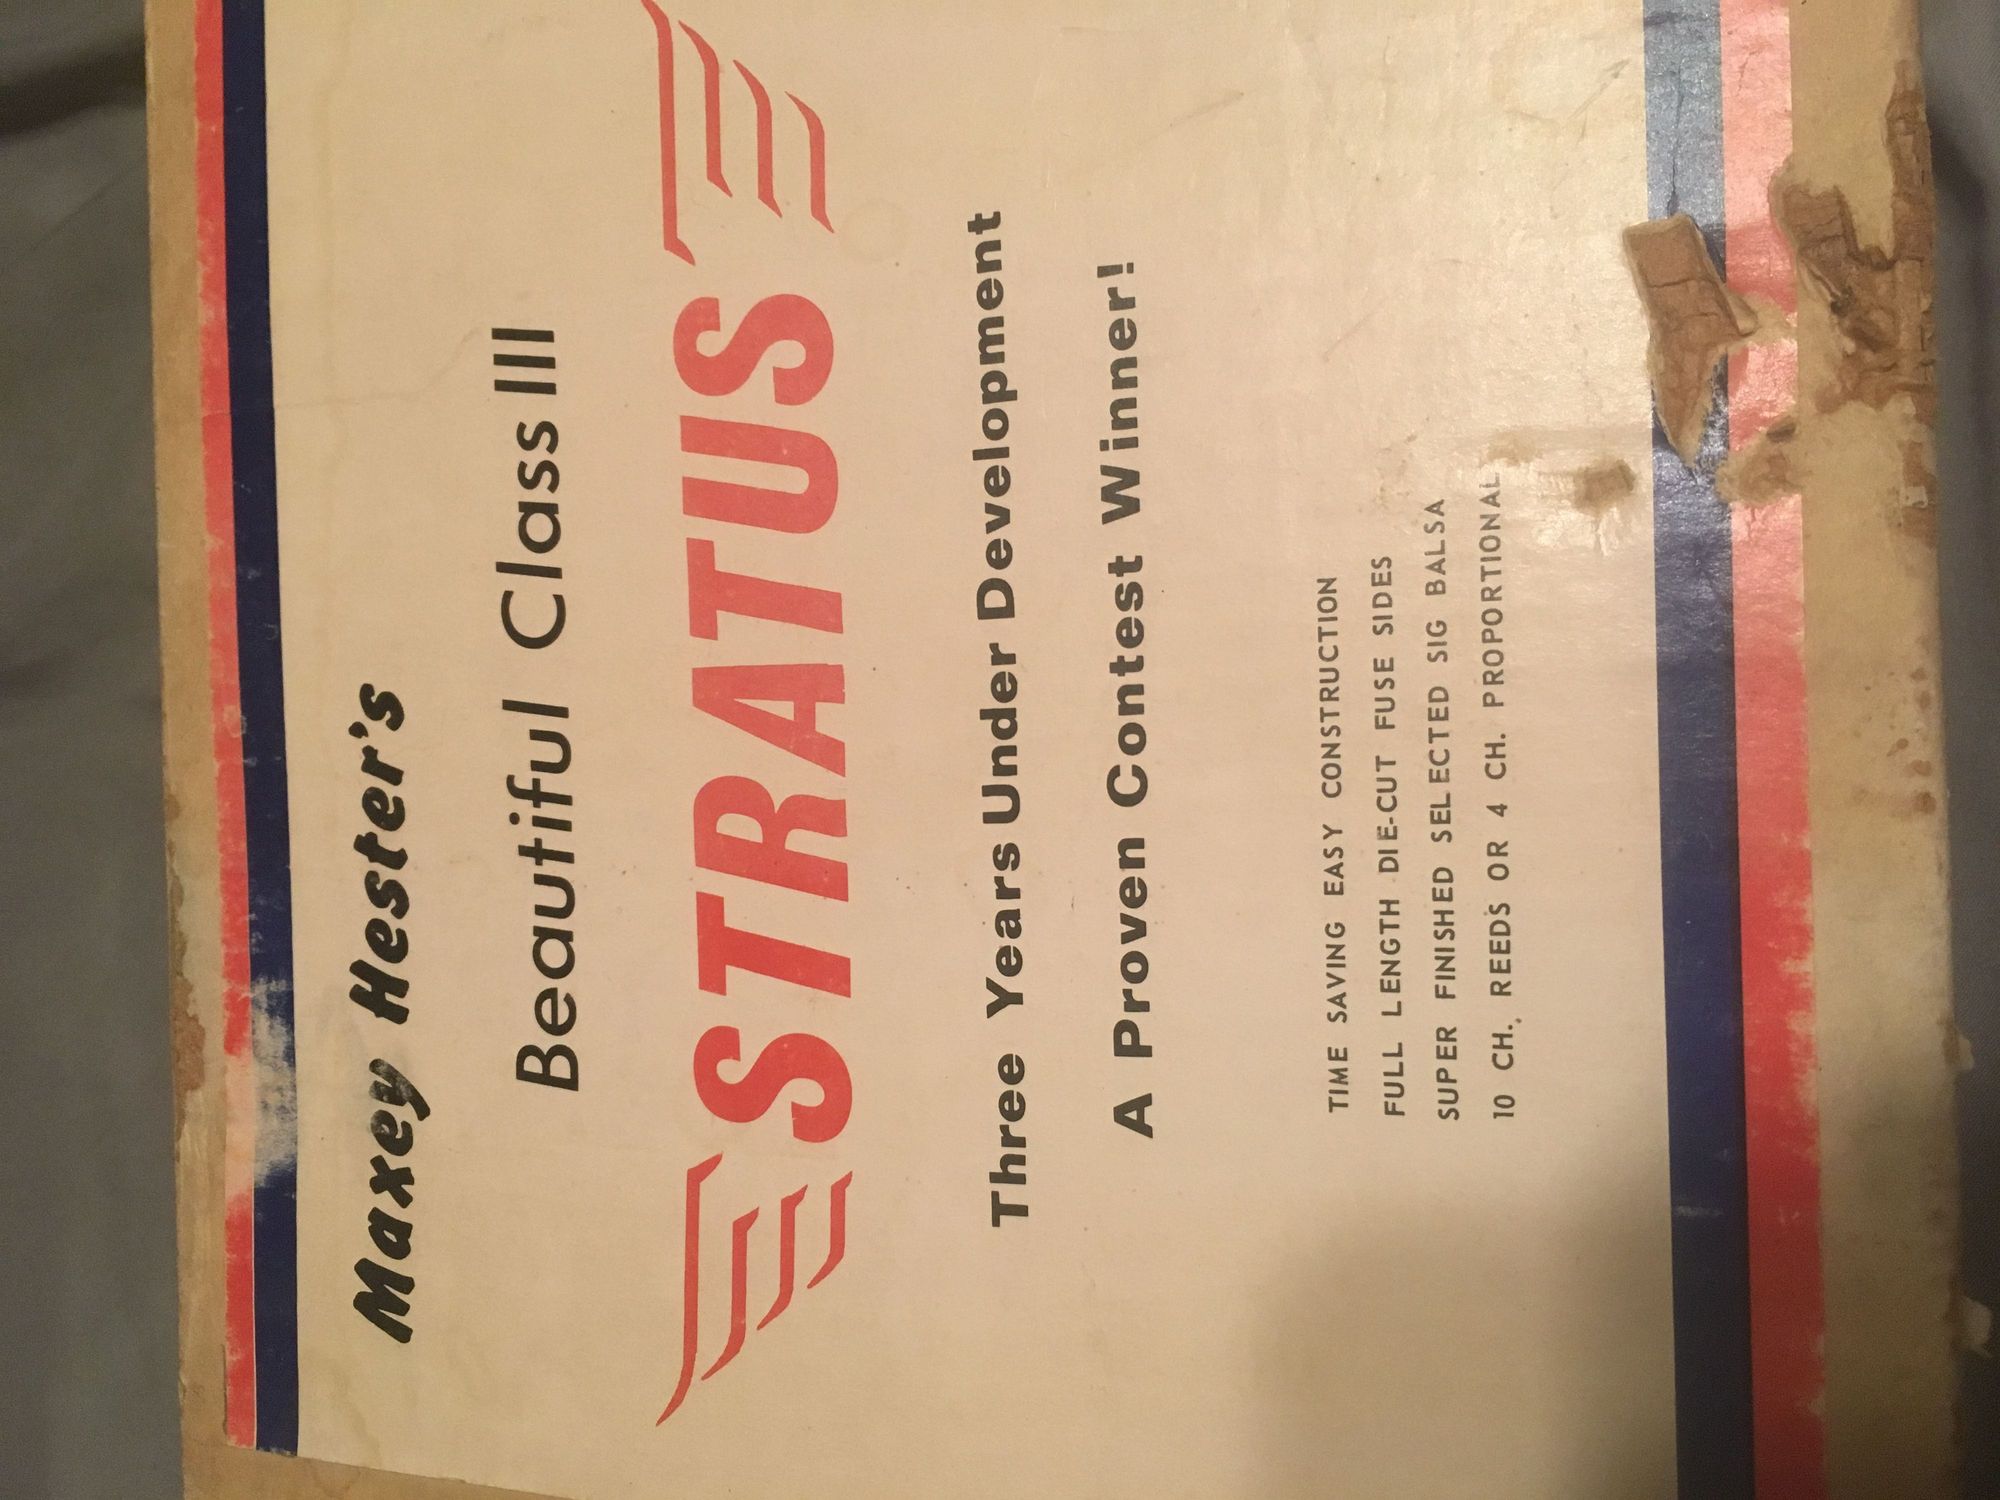 Maxey Hester's
Beautiful Class III
STRATUS
Three Years Under Development
A Proven Contest Winner!
TIME SAVING EASY CONSTRUCTION
FULL LENGTH DIE-CUT FUSE SIDES
SUPER FINISHED SELECTED SIG BALSA
10 CH. REEDS OR 4 CH. PROPORTIONAL